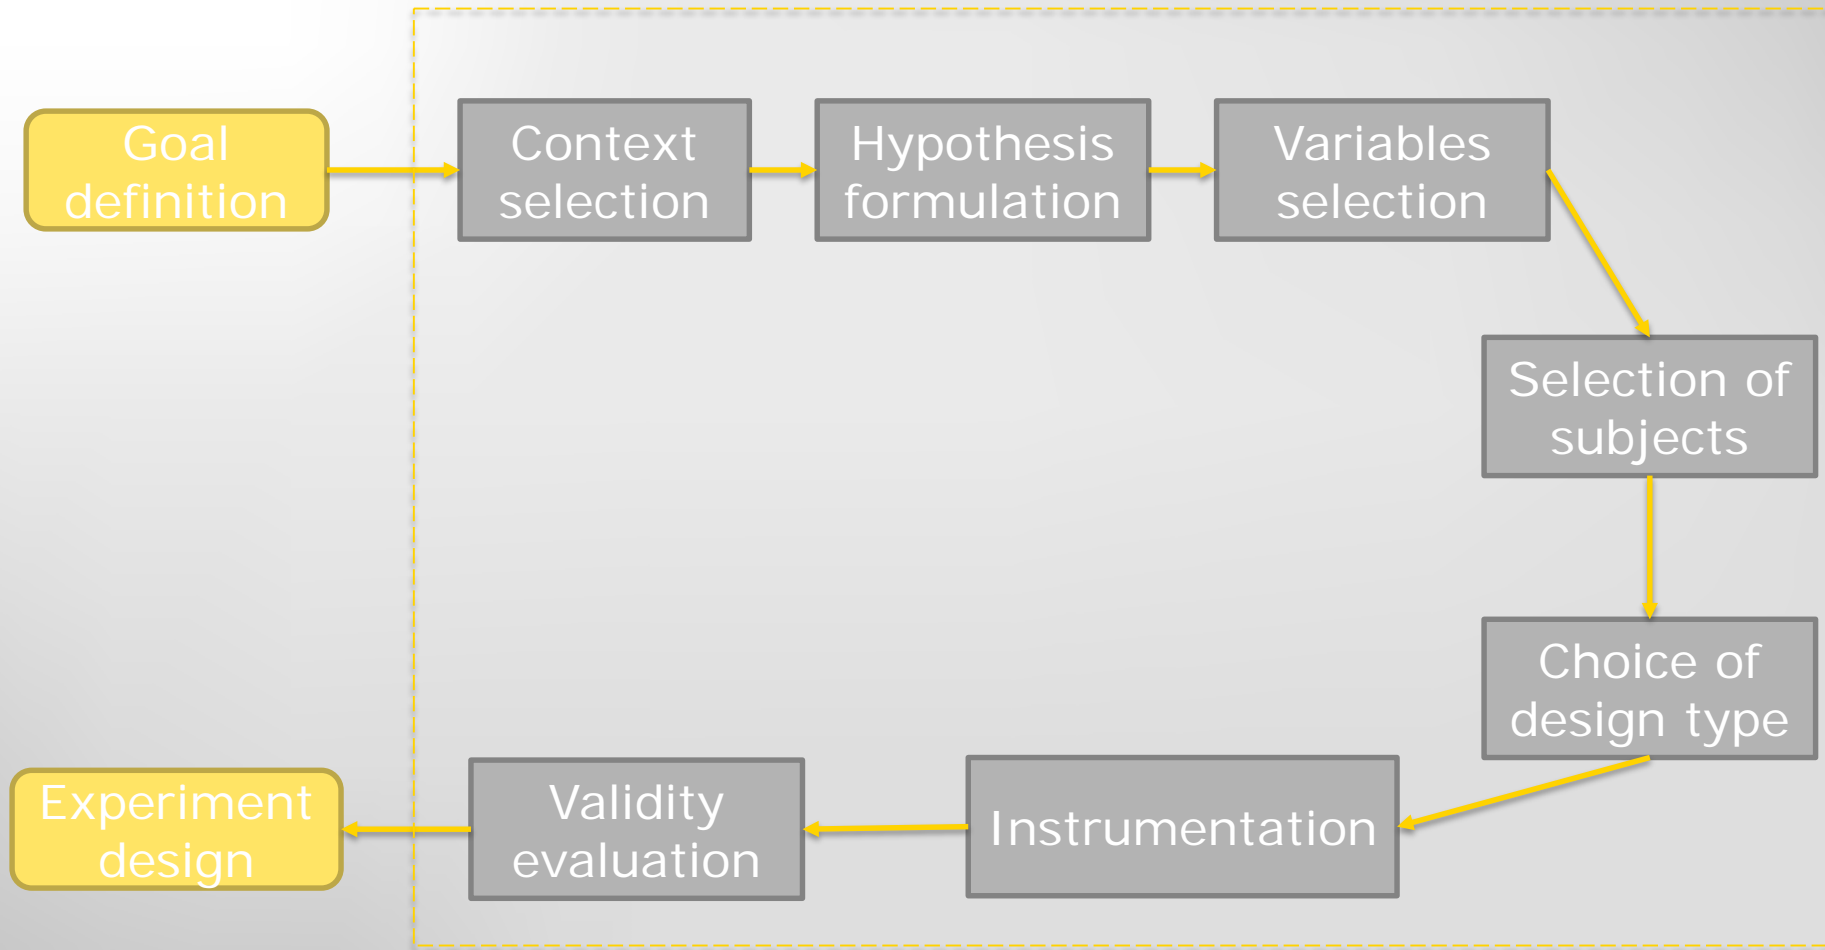 Goal
definition
Context
selection
Hypothesis
formulation
Variables
selection
Selection of
subjects
Choice of
design type
Instrumentation
Validity
evaluation
Experiment
design